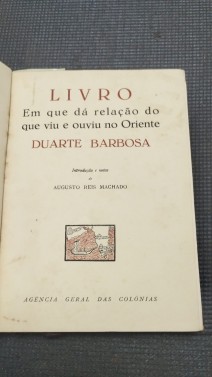 LIVRO
Em que dá relação do
que viu e ouviu no Oriente
DUARTE BARBOSA
Introdução e notas
de
AUGUSTO REIS MACHADO
AGÊNCIA GERAL DAS COLÓNIAS